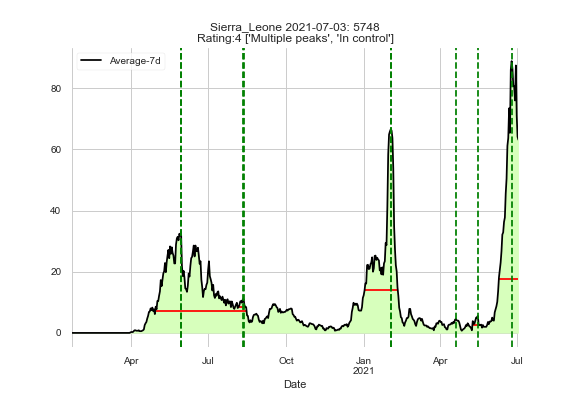 Sierra_Leone 2021-07-03: 5748
Rating:4 ['Multiple peaks', 'In control']
Average-7d
80
60
40
20
0
Apr Jul Oct Jan Apr Jul
2021
Date